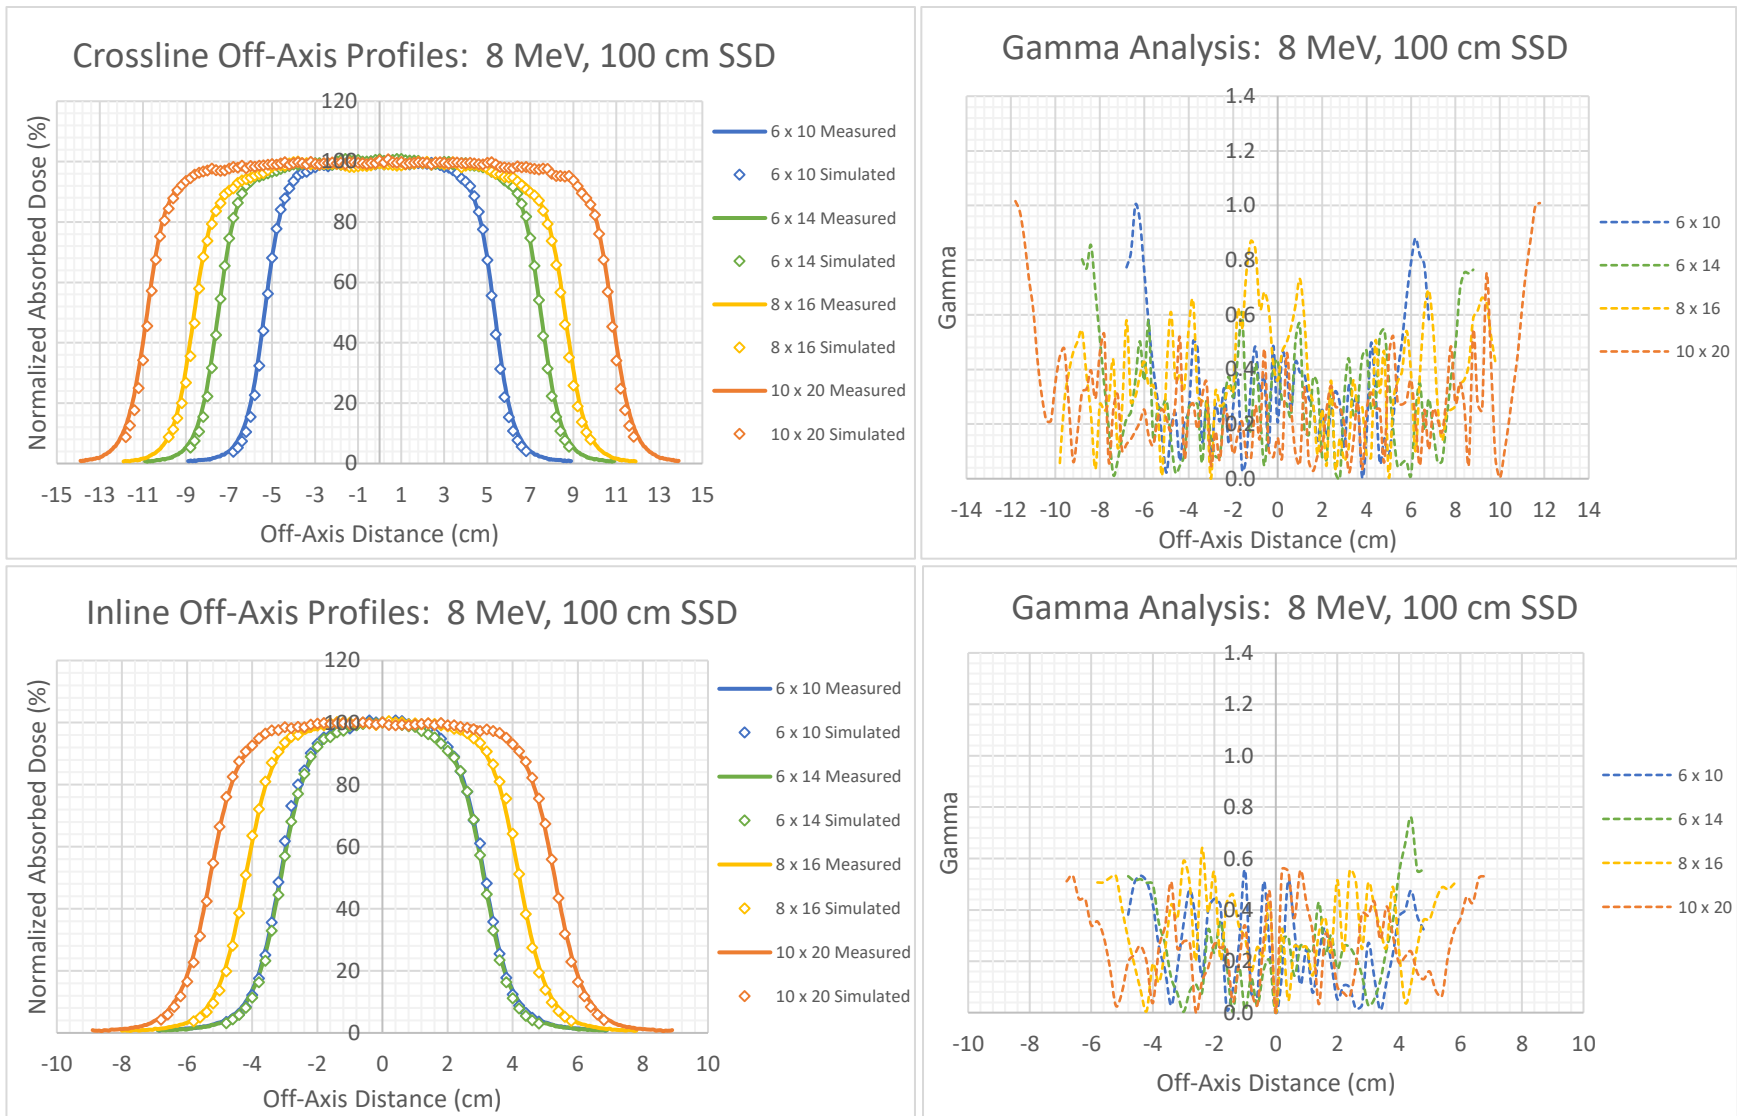 Crossline Off-Axis Profiles: 8 MeV, 100 cm SSD
Normalized Absorbed Dose (%)
120
100
80
60
40
20
0
-15 -13 -11 -9 -7 -5 -3 -1 1 3 5 7 9 11 13 15
Off-Axis Distance (cm)
6 x 10 Measured
6 x 10 Simulated
6 x 14 Measured
6 x 14 Simulated
8 x 16 Measured
8 x 16 Simulated
10 x 20 Measured
10 x 20 Simulated
Gamma Analysis: 8 MeV, 100 cm SSD
Gamma
1.4
1.2
1.0
0.8
0.6
0.4
0.2
0.0
-14 -12 -10 -8 -6 -4 -2 0 2 4 6 8 10 12 14
Off-Axis Distance (cm)
6 x 10
6 x 14
8 x 16
10 x 20
Inline Off-Axis Profiles: 8 MeV, 100 cm SSD
Normalized Absorbed Dose (%)
120
100
80
60
40
20
0
-10 -8 -6 -4 -2 0 2 4 6 8 10
Off-Axis Distance (cm)
6 x 10 Measured
6 x 10 Simulated
6 x 14 Measured
6 x 14 Simulated
8 x 16 Measured
8 x 16 Simulated
10 x 20 Measured
10 x 20 Simulated
Gamma Analysis: 8 MeV, 100 cm SSD
Gamma
1.4
1.2
1.0
0.8
0.6
0.4
0.2
0.0
-10 -8 -6 -4 -2 0 2 4 6 8 10
Off-Axis Distance (cm)
6 x 10
6 x 14
8 x 16
10 x 20